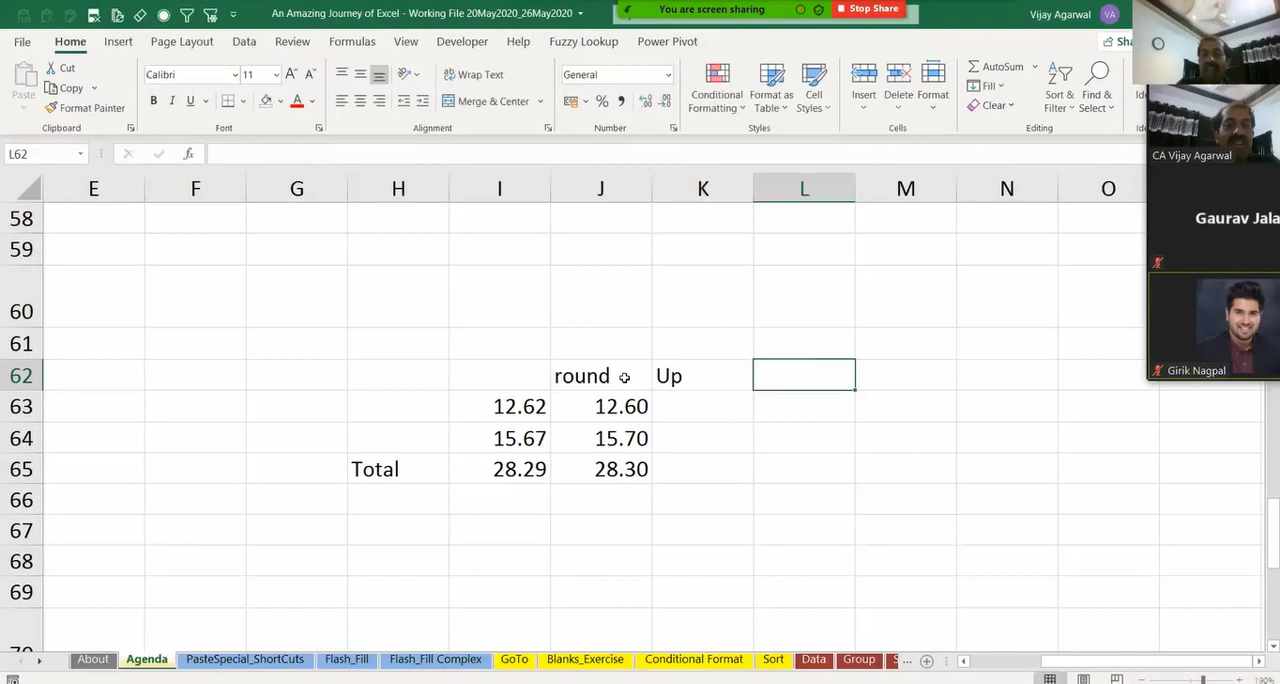 An Amazing Journey of Excel - Working File 20May2020_26May2020
You are screen sharing
Stop Share
Vijay Agarwal VA
File Home Insert Page Layout Formulas Data Review View Developer Help Fuzzy Lookup Power Pivot
Paste
Cut
Copy
Format Painter
Clipboard
Calibri 11
B I U
Font
Wrap Text
Merge & Center
Alignment
General
Number
Conditional Formatting
Format as Table
Cell Styles
Styles
Insert Delete Format
Cells
AutoSum
Fill
Clear
Sort & Filter
Find & Select
Editing
L62 fx
CA Vijay Agarwal
Gaurav Jala
Girik Nagpal
E F G H I J K L M N O
58
59
60
61
62 round Up
63 12.62 12.60
64 15.67 15.70
65 Total 28.29 28.30
66
67
68
69
About Agenda PasteSpecial_ShortCuts Flash_Fill Flash_Fill Complex GoTo Blanks_Exercise Conditional Format Sort Data Group ...
190%